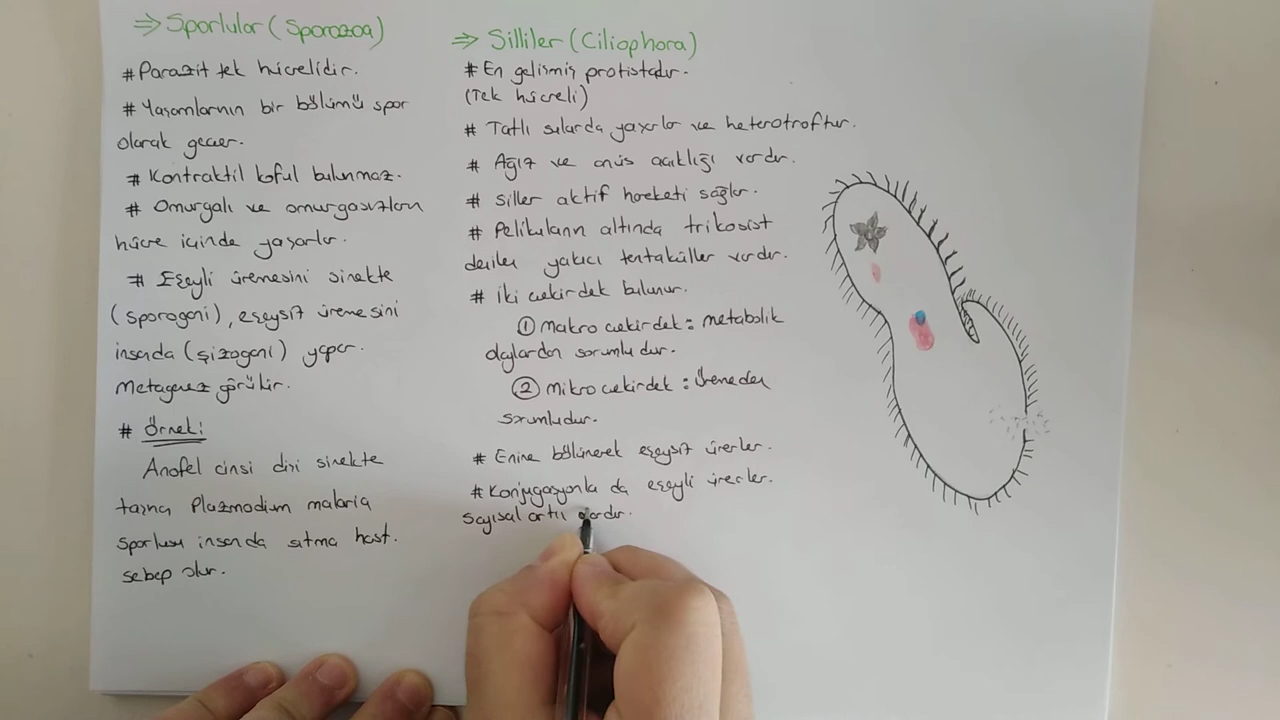 ⇒ Sporlular (Sporozoa)
# Parazit tek hücrelidir.
# Yaşamlarının bir bölümü spor
olarak geçer.
# Kontraktil koful bulunmaz.
# Omurgalı ve omurgasızların
hücre içinde yaşarlar.
# Eşeyli üremesini sinekte
(sporogoni), eşeysiz üremesini
insanda (şizogoni) yapar.
Metagenez görülür.
# Örnek:
Anofel cinsi dişi sinekte
taşınan Plazmodium malaria
sporlusu insanda sıtma hast.
sebep olur.
⇒ Silliler (Ciliophora)
# En gelişmiş protistadır.
(Tek hücreli)
# Tatlı sularda yaşarlar ve heterotroftur.
# Ağız ve anüs açıklığı vardır.
# Siller aktif hareketi sağlar.
# Pelikulanın altında trikosist
denilen yakıcı tentaküller vardır.
# İki çekirdek bulunur.
① Makro çekirdek: metabolik
olaylardan sorumludur.
② Mikro çekirdek: üremeden
sorumludur.
# Enine bölünerek eşeysiz ürerler.
# Konjugasyonla da eşeyli ürerler.
Sayısal artış